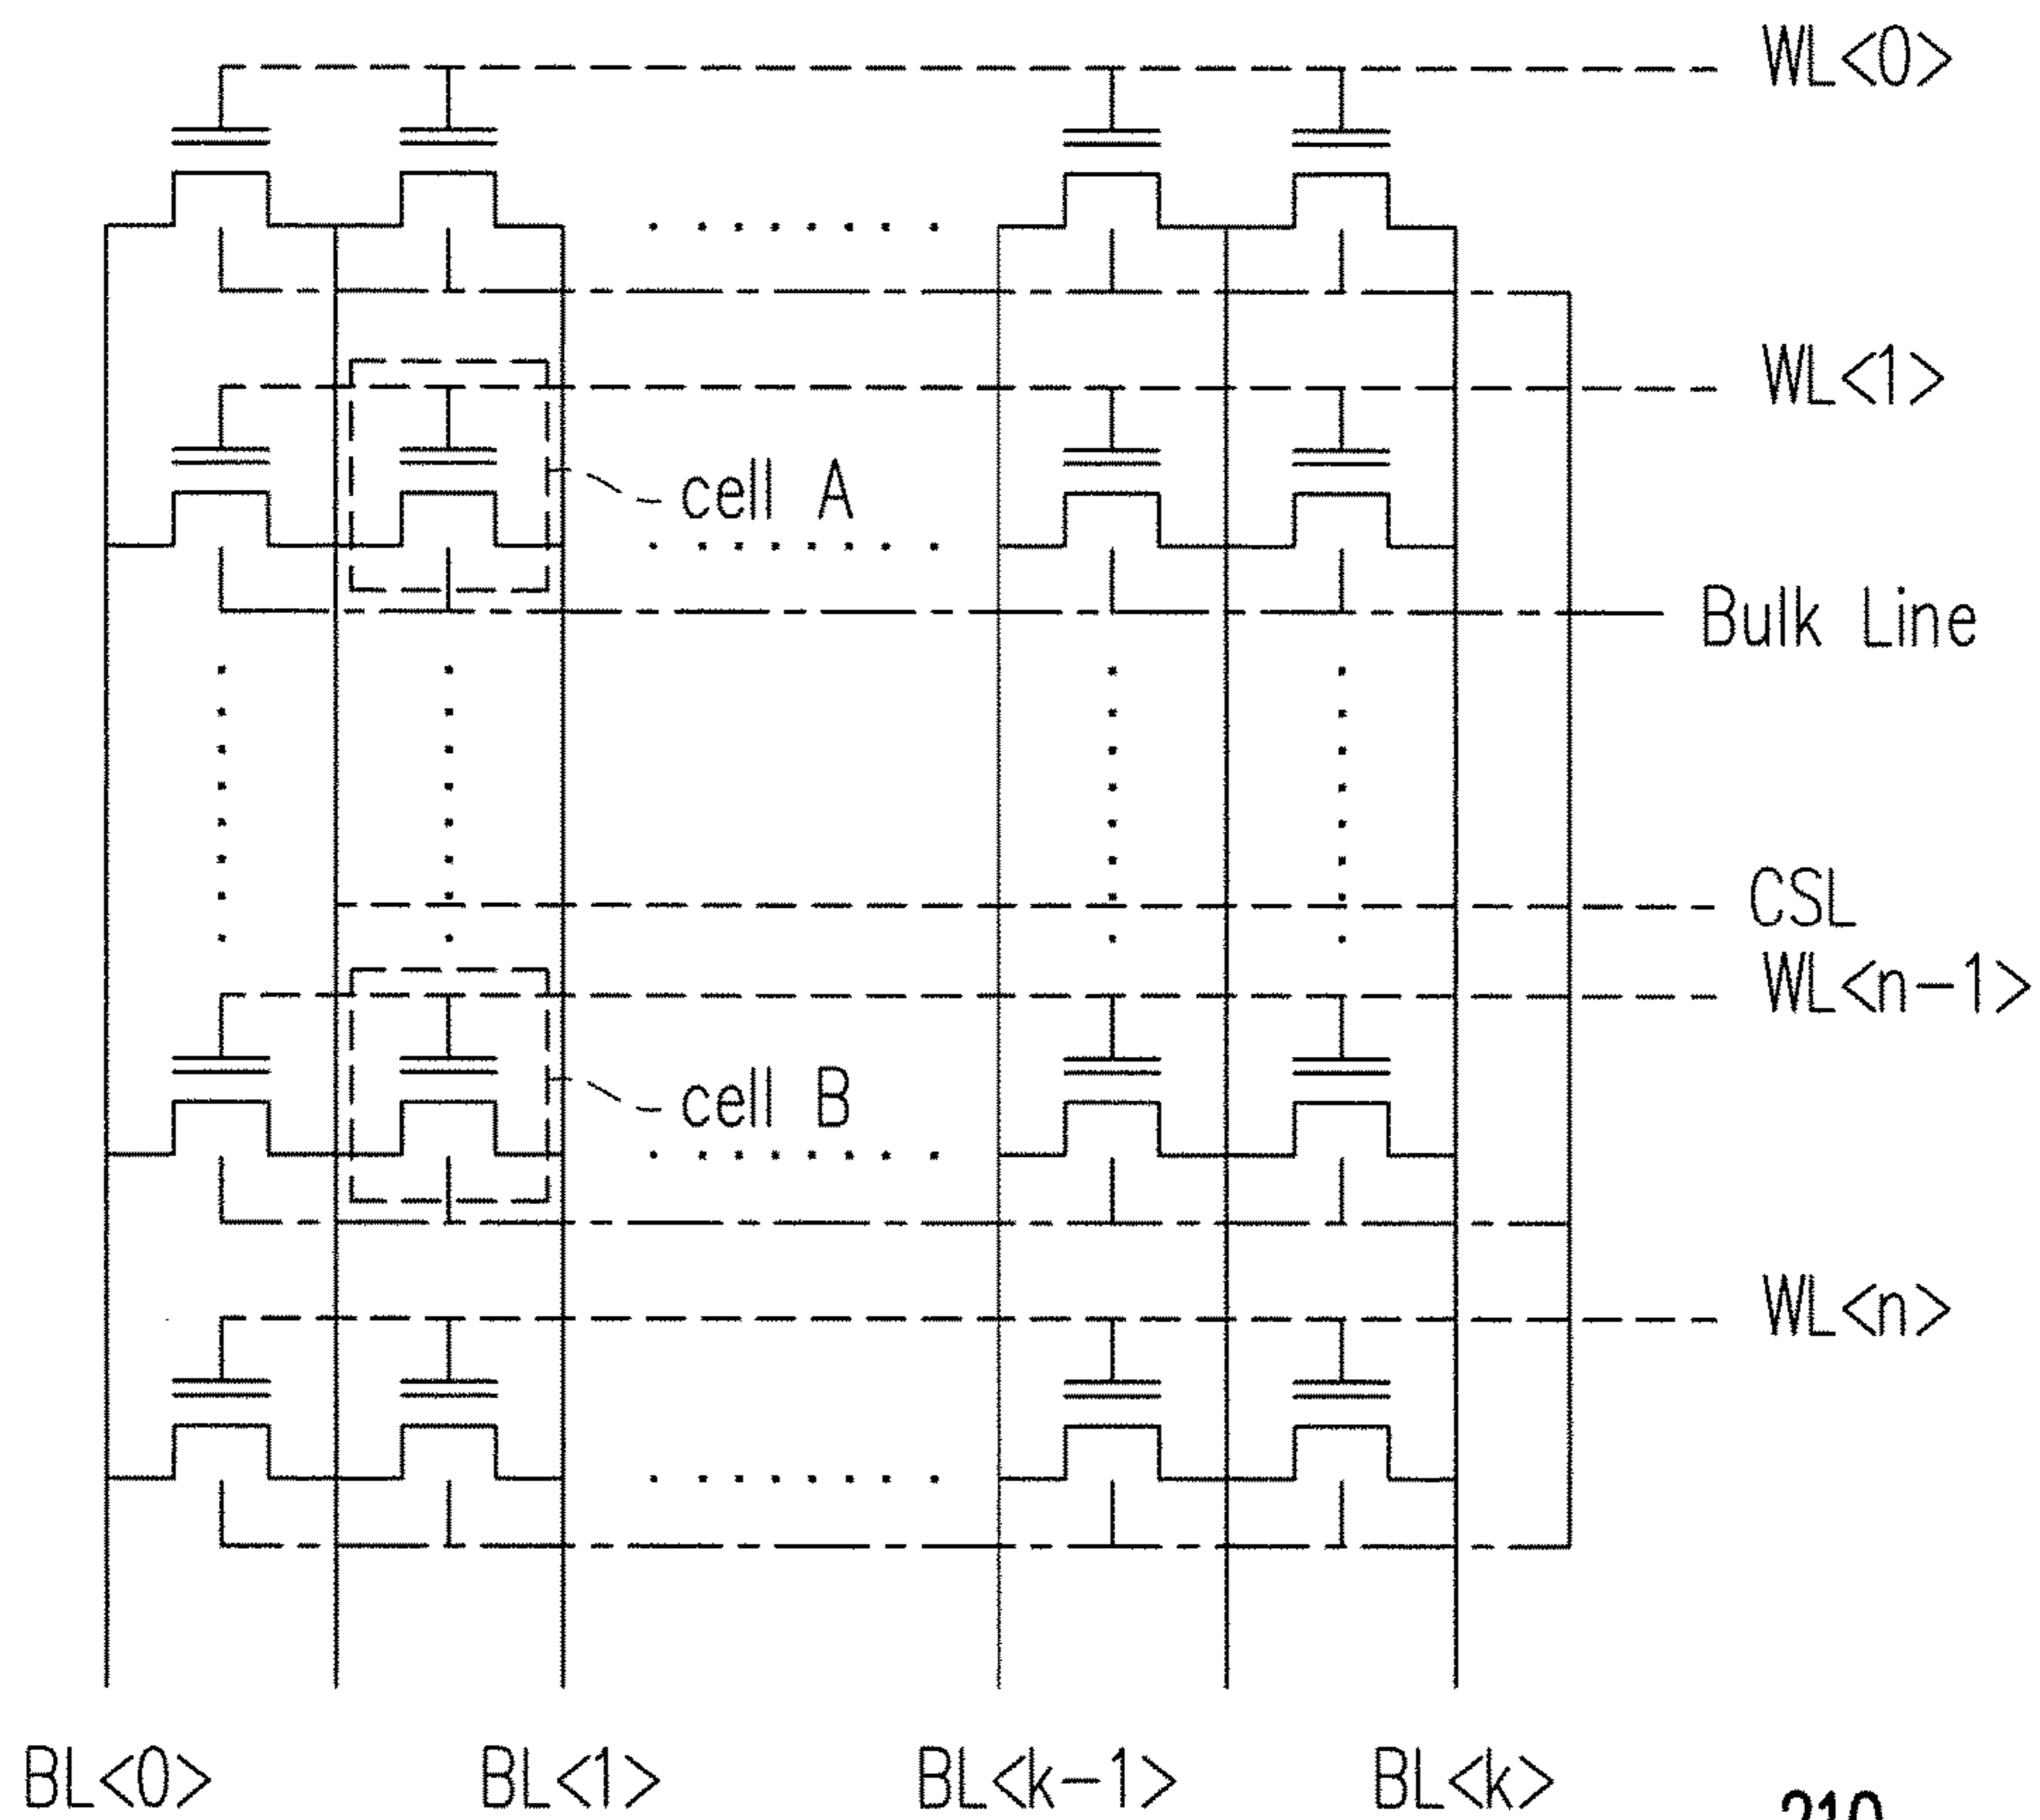 WL<0>
WL<1>
cell A
Bulk Line
CSL
WL<n-1>
cell B
WL<n>
BL<0> BL<1> BL<k-1> BL<k>
210